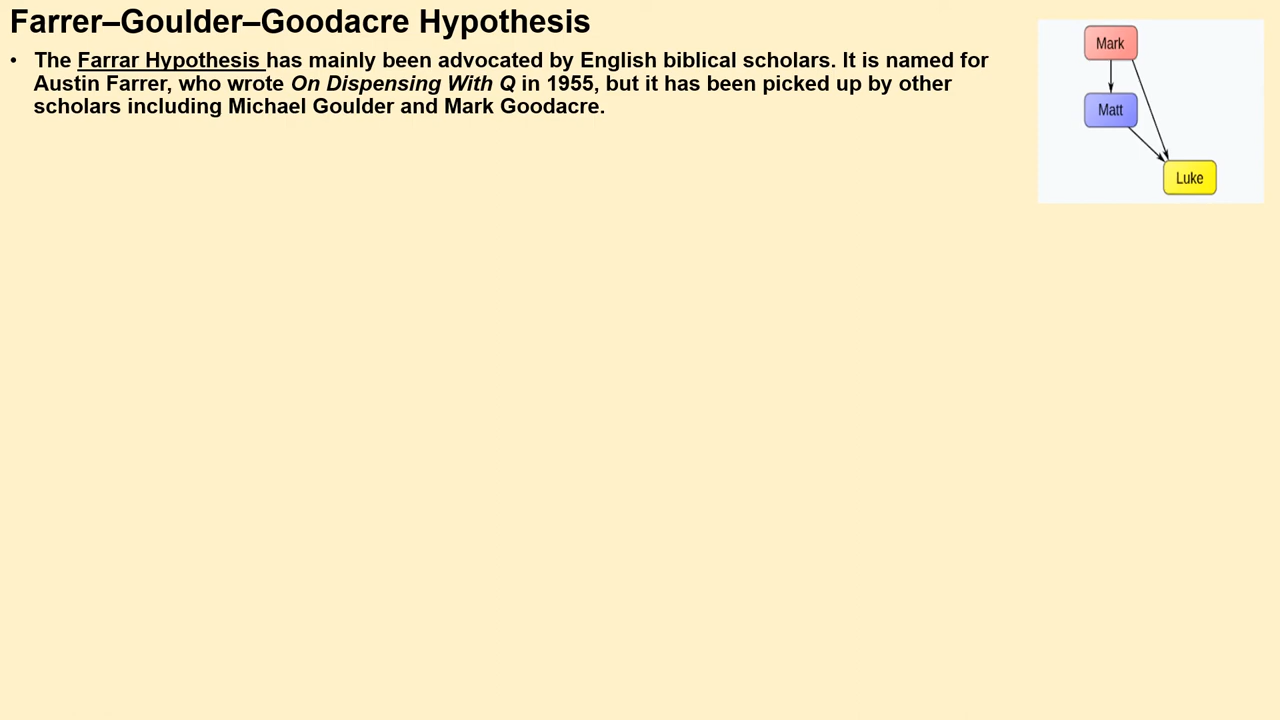 Farrer–Goulder–Goodacre Hypothesis
• The Farrar Hypothesis has mainly been advocated by English biblical scholars. It is named for
Austin Farrer, who wrote On Dispensing With Q in 1955, but it has been picked up by other
scholars including Michael Goulder and Mark Goodacre.
Mark
Matt
Luke